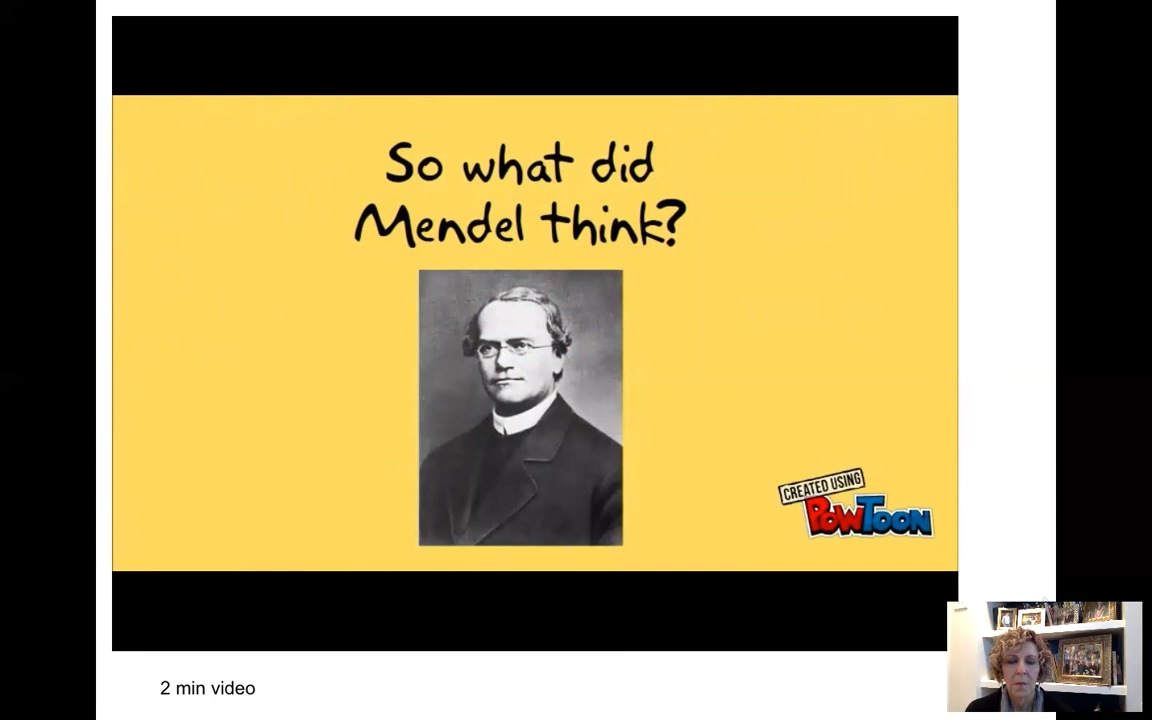 So what did
Mendel think?
CREATED USING
POWTOON
2 min video